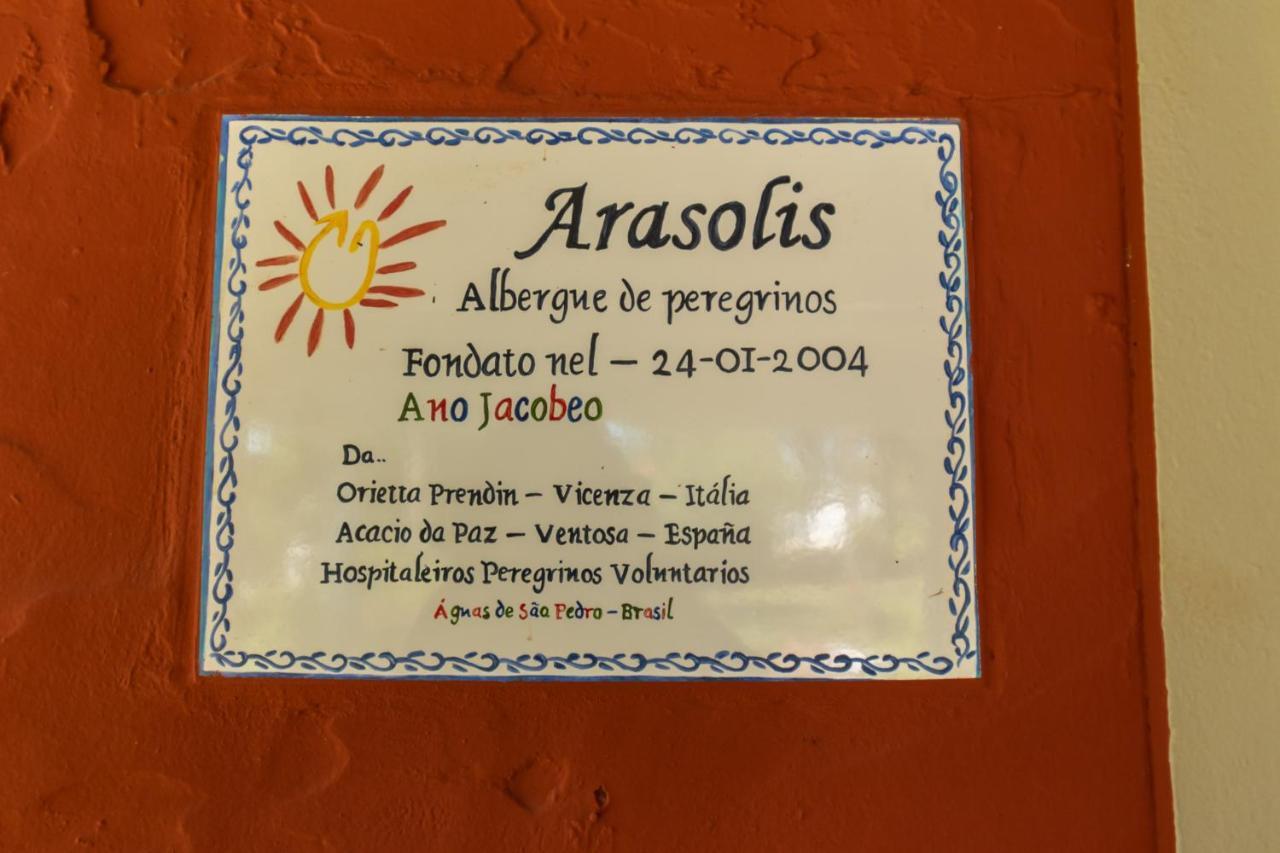 Arasolis
Albergue de peregrinos
Fondato nel – 24-01-2004
Ano Jacobeo
Da..
Orietta Prendin – Vicenza – Itália
Acacio da Paz – Ventosa – España
Hospitaleiros Peregrinos Voluntarios
Águas de São Pedro – Brasil